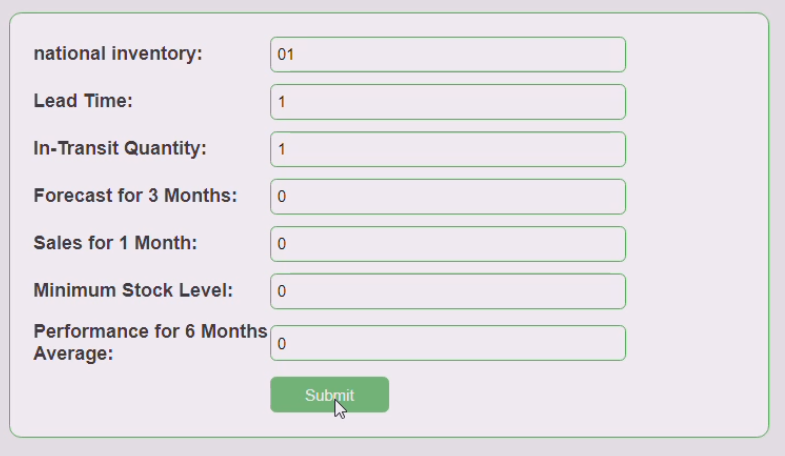 national inventory: 01
Lead Time: 1
In-Transit Quantity: 1
Forecast for 3 Months: 0
Sales for 1 Month: 0
Minimum Stock Level: 0
Performance for 6 Months
Average: 0
Submit